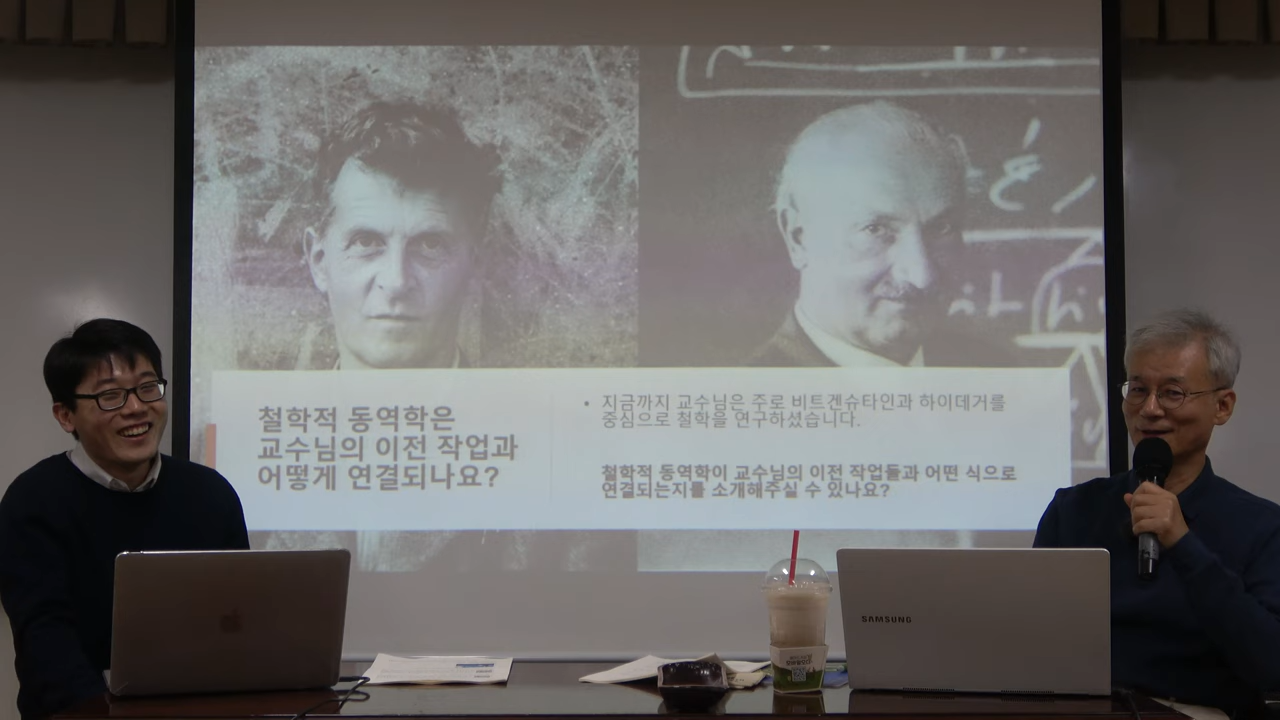 철학적 동역학은
교수님의 이전 작업과
어떻게 연결되나요?
• 지금까지 교수님은 주로 비트겐슈타인과 하이데거를
중심으로 철학을 연구하셨습니다.
철학적 동역학이 교수님의 이전 작업들과 어떤 식으로
연결되는지를 소개해주실 수 있나요?
SAMSUNG